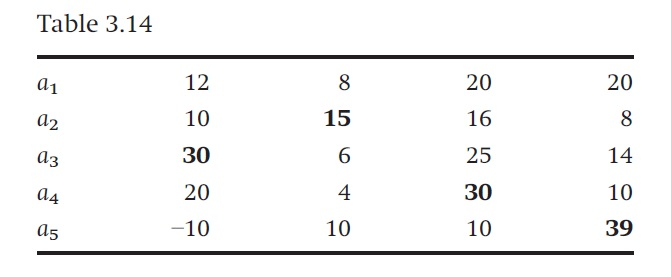 Table 3.14
a₁ 12 8 20 20
a₂ 10 15 16 8
a₃ 30 6 25 14
a₄ 20 4 30 10
a₅ −10 10 10 39